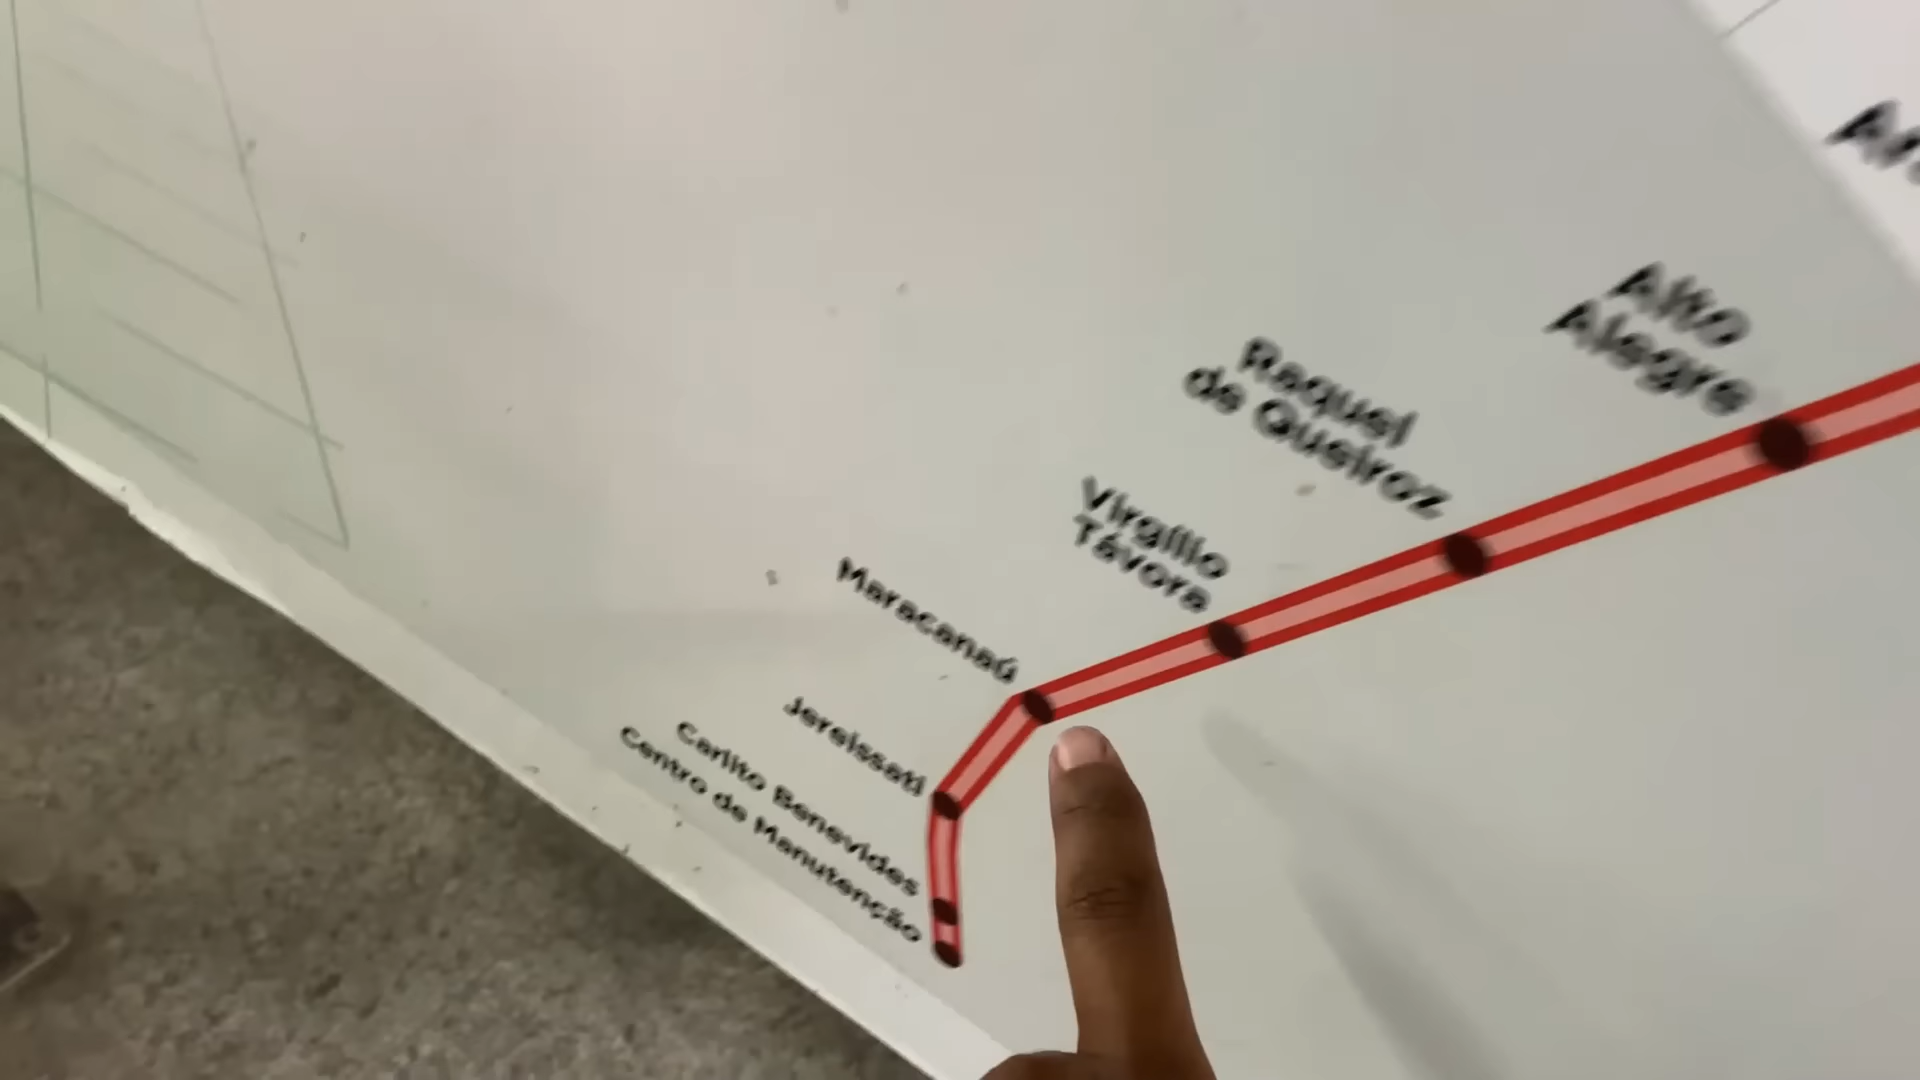 Alto
Alegre
Raquel
de Queiroz
Virgílio
Távora
Maracanaú
Jereissati
Carlito Benevides
Centro de Manutenção